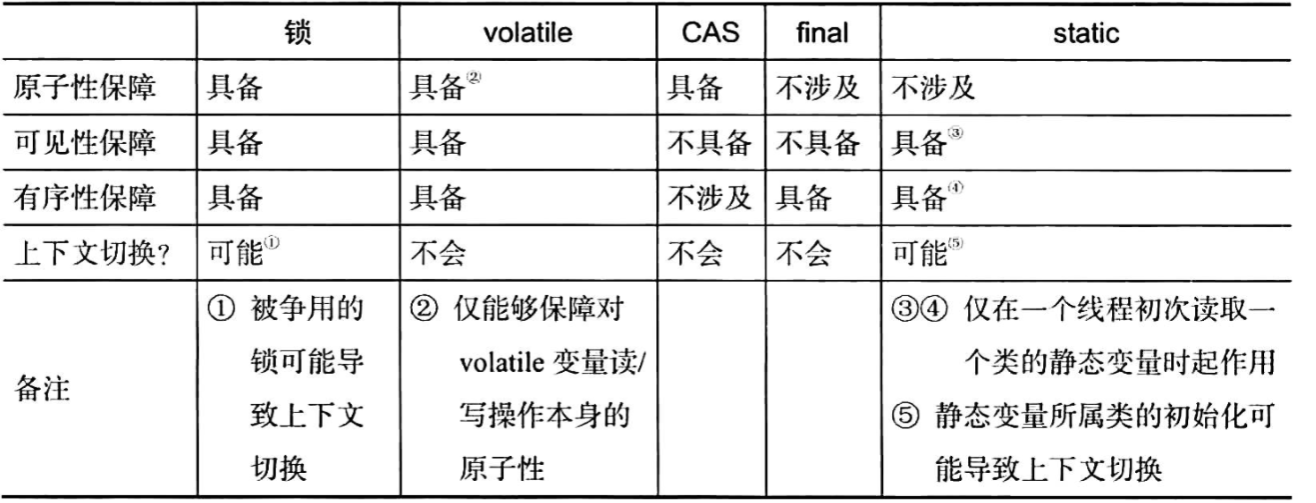 锁 volatile CAS final static
原子性保障 具备 具备② 具备 不涉及 不涉及
可见性保障 具备 具备 不具备 不具备 具备③
有序性保障 具备 具备 不涉及 具备 具备④
上下文切换? 可能① 不会 不会 不会 可能⑤
备注
① 被争用的
锁可能导
致上下文
切换
② 仅能够保障对
volatile 变量读/
写操作本身的
原子性
③④ 仅在一个线程初次读取一
个类的静态变量时起作用
⑤ 静态变量所属类的初始化可
能导致上下文切换